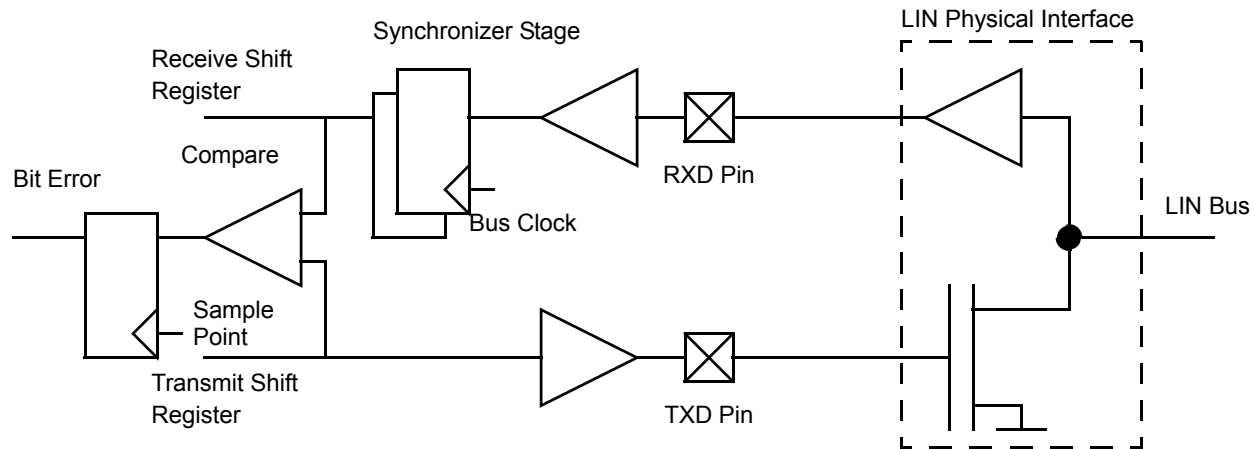 LIN Physical Interface
Synchronizer Stage
Receive Shift
Register
Compare
RXD Pin
Bit Error
Bus Clock
LIN Bus
Sample
Point
Transmit Shift
Register
TXD Pin